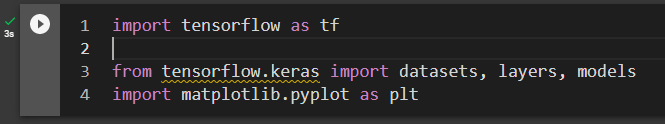 1 import tensorflow as tf
2
3 from tensorflow.keras import datasets, layers, models
3s
4 import matplotlib.pyplot as plt